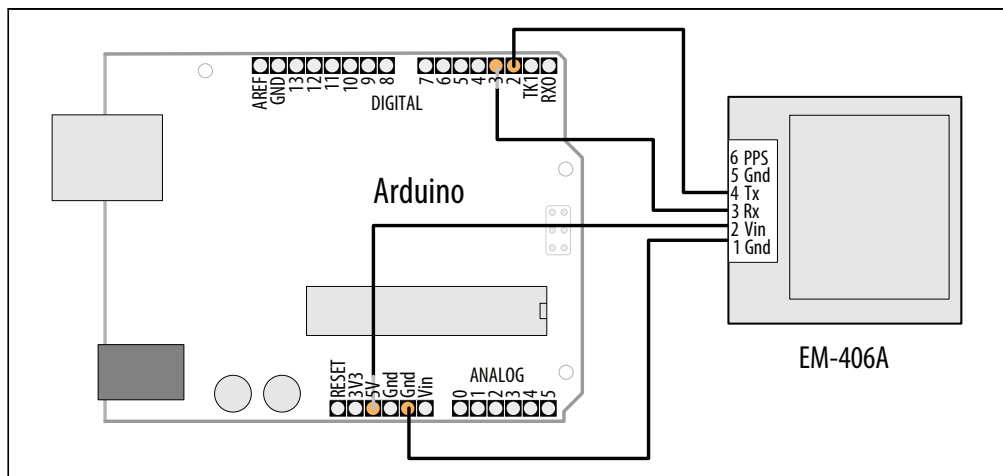 AREF
GND
13
12
11
10
9
8
7
6
5
4
3
2
TK1
RX0
DIGITAL
Arduino
6 PPS
5 Gnd
4 Tx
3 Rx
2 Vin
1 Gnd
EM-406A
RESET
3V3
5V
Gnd
Gnd
Vin
ANALOG
0
1
2
3
4
5